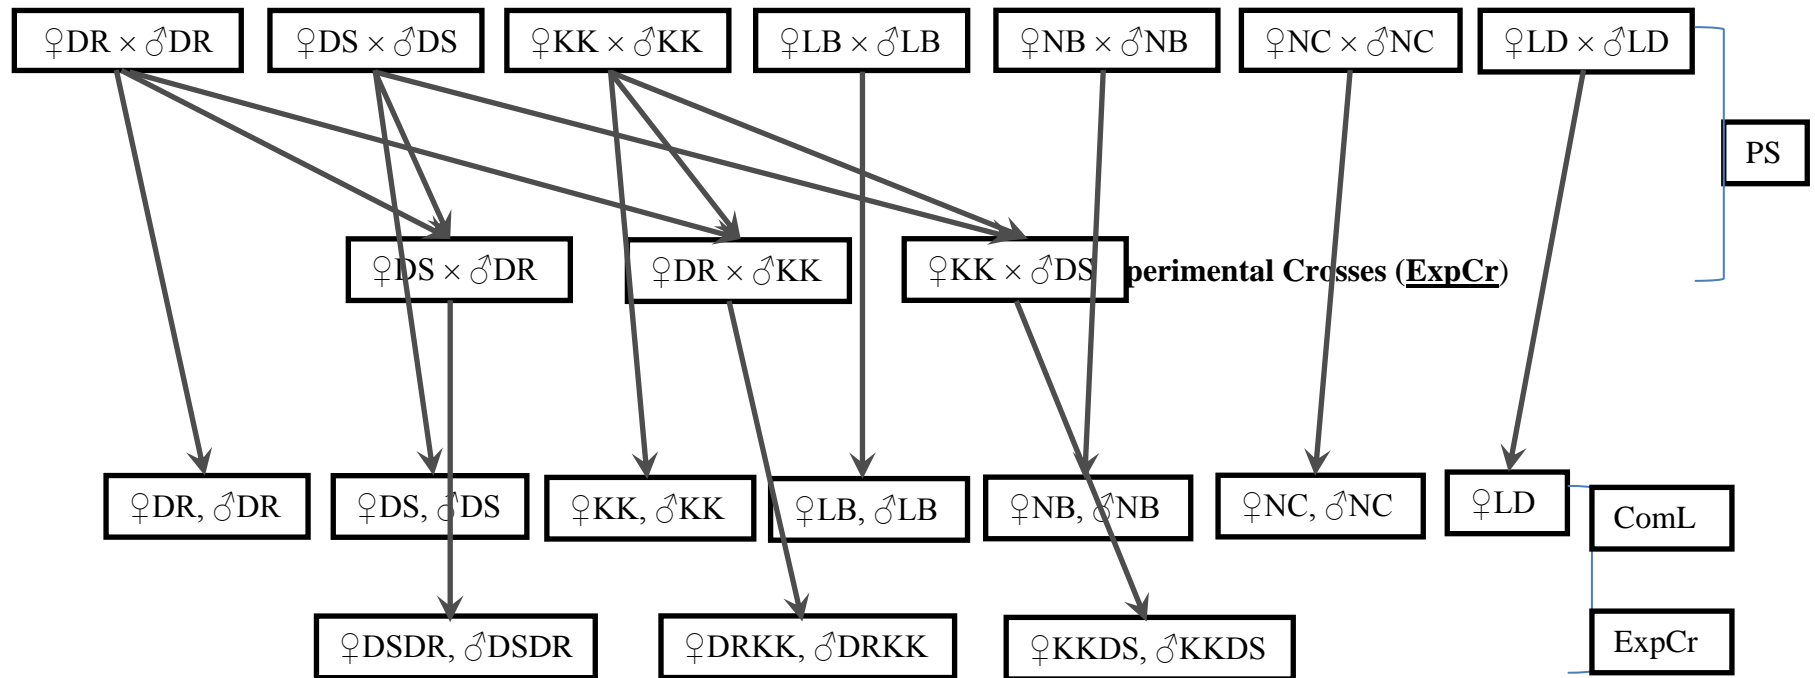 ♀DR × ♂DR
♀DS × ♂DS
♀KK × ♂KK
♀LB × ♂LB
♀NB × ♂NB
♀NC × ♂NC
♀LD × ♂LD
PS
♀DS × ♂DR
♀DR × ♂KK
♀KK × ♂DS
perimental Crosses (ExpCr)
♀DR, ♂DR
♀DS, ♂DS
♀KK, ♂KK
♀LB, ♂LB
♀NB, ♂NB
♀NC, ♂NC
♀LD
ComL
♀DSDR, ♂DSDR
♀DRKK, ♂DRKK
♀KKDS, ♂KKDS
ExpCr